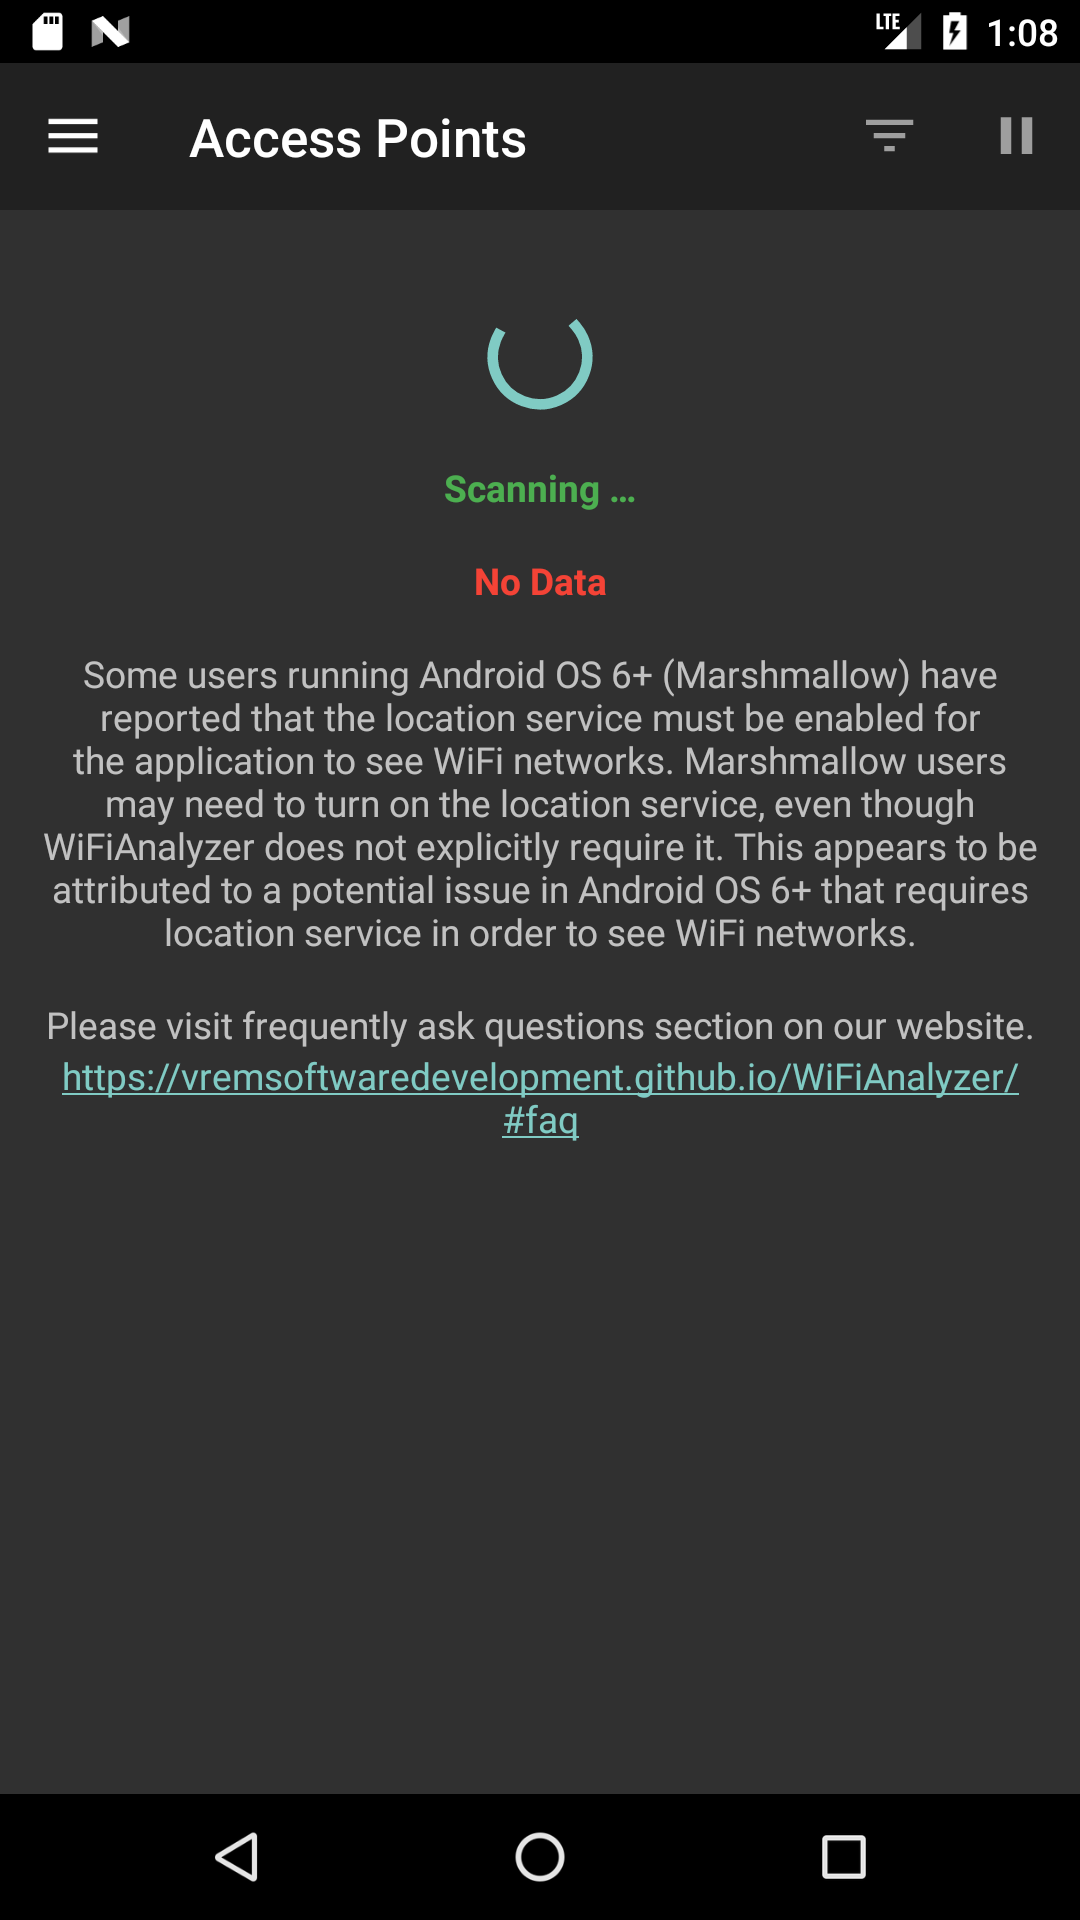 LTE 1:08
Access Points
Scanning ...
No Data
Some users running Android OS 6+ (Marshmallow) have
reported that the location service must be enabled for
the application to see WiFi networks. Marshmallow users
may need to turn on the location service, even though
WiFiAnalyzer does not explicitly require it. This appears to be
attributed to a potential issue in Android OS 6+ that requires
location service in order to see WiFi networks.
Please visit frequently ask questions section on our website.
https://vremsoftwaredevelopment.github.io/WiFiAnalyzer/
#faq